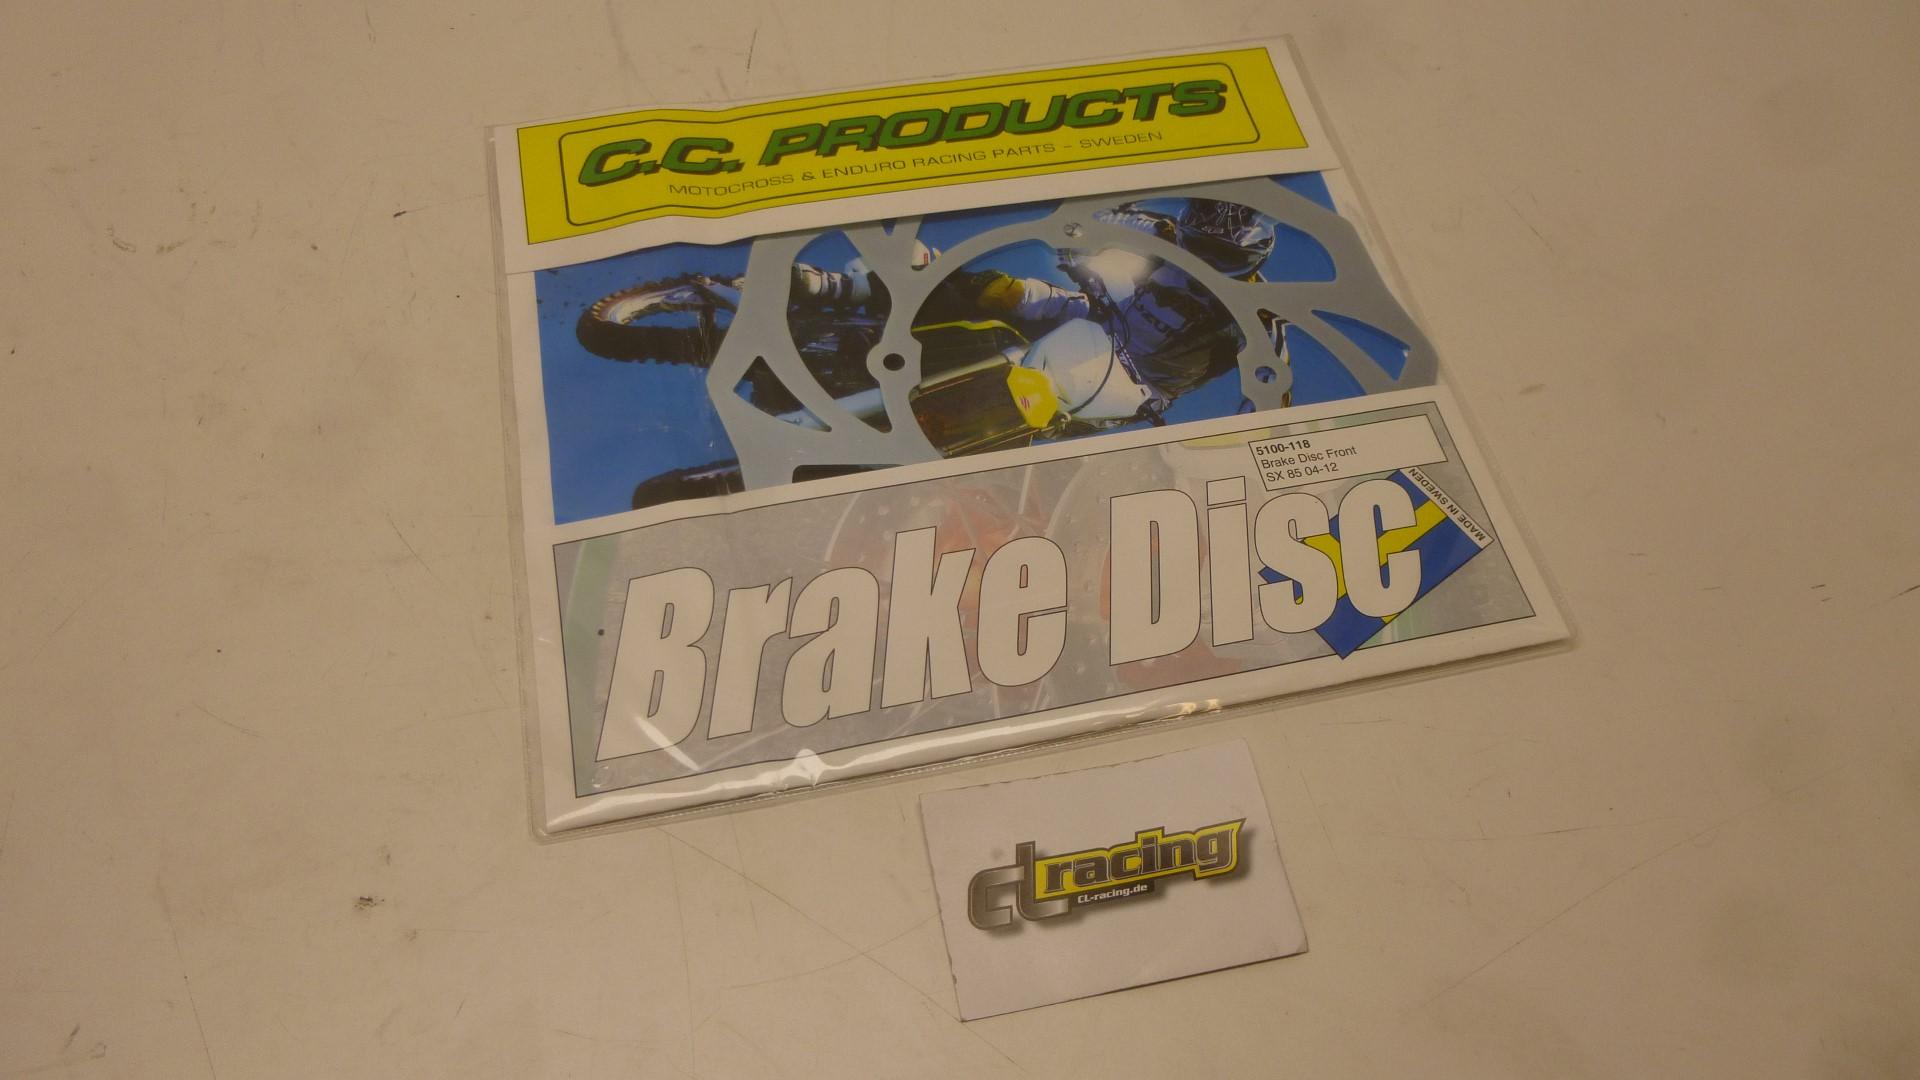 C.C. PRODUCTS
MOTOCROSS & ENDURO RACING PARTS - SWEDEN
5100-118
Brake Disc Front
SX 85 04-12
MADE IN SWEDEN
Brake Disc
cl racing
CL-racing.de